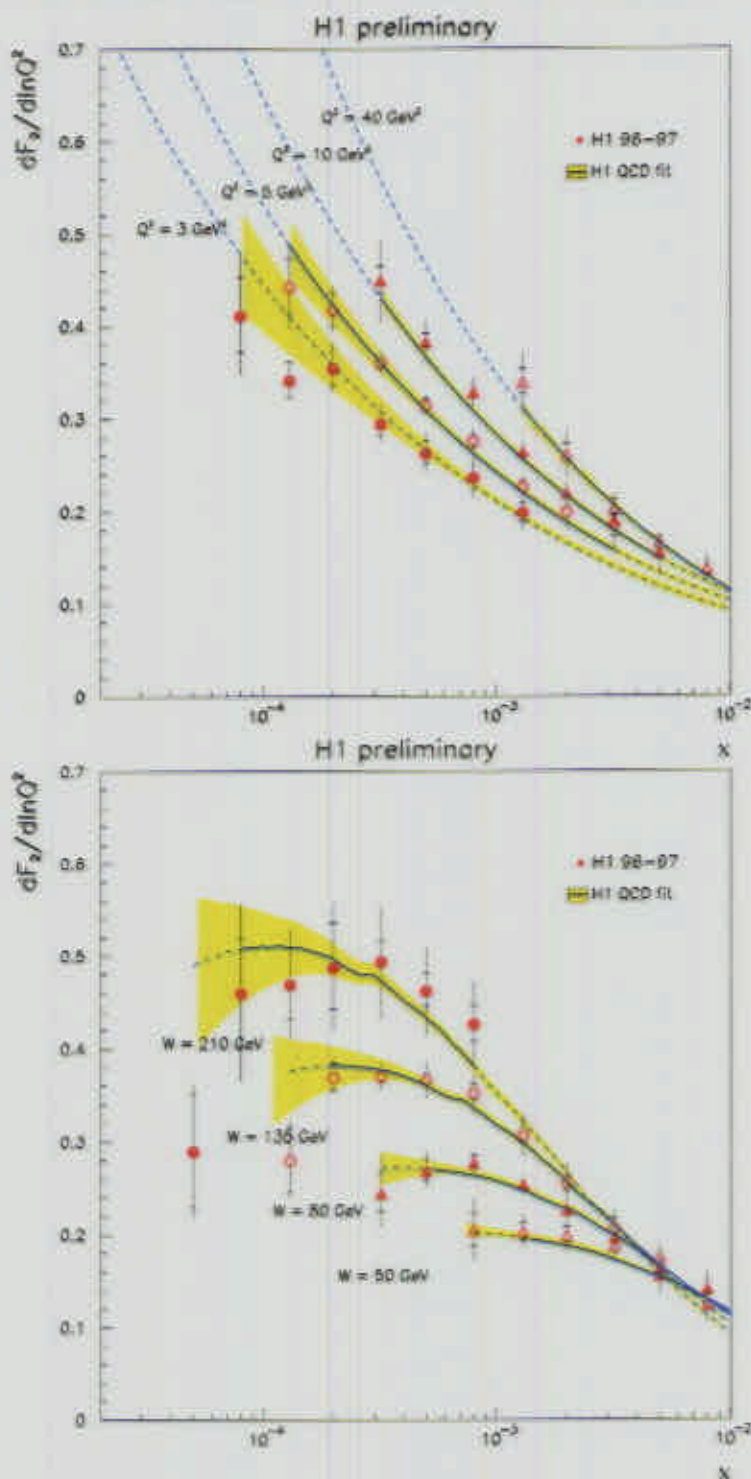 H1 preliminary
dF₂/dlnQ²
0.7
0.6
0.5
0.4
0.3
0.2
0.1
0
Q² = 40 GeV²
Q² = 10 GeV²
Q² = 5 GeV²
Q² = 3 GeV²
H1 96-97
H1 QCD fit
10⁻⁴
10⁻³
10⁻²
x
H1 preliminary
dF₂/dlnQ²
0.7
0.6
0.5
0.4
0.3
0.2
0.1
0
H1 96-97
H1 QCD fit
W = 210 GeV
W = 135 GeV
W = 80 GeV
W = 50 GeV
10⁻⁴
10⁻³
10⁻²
x